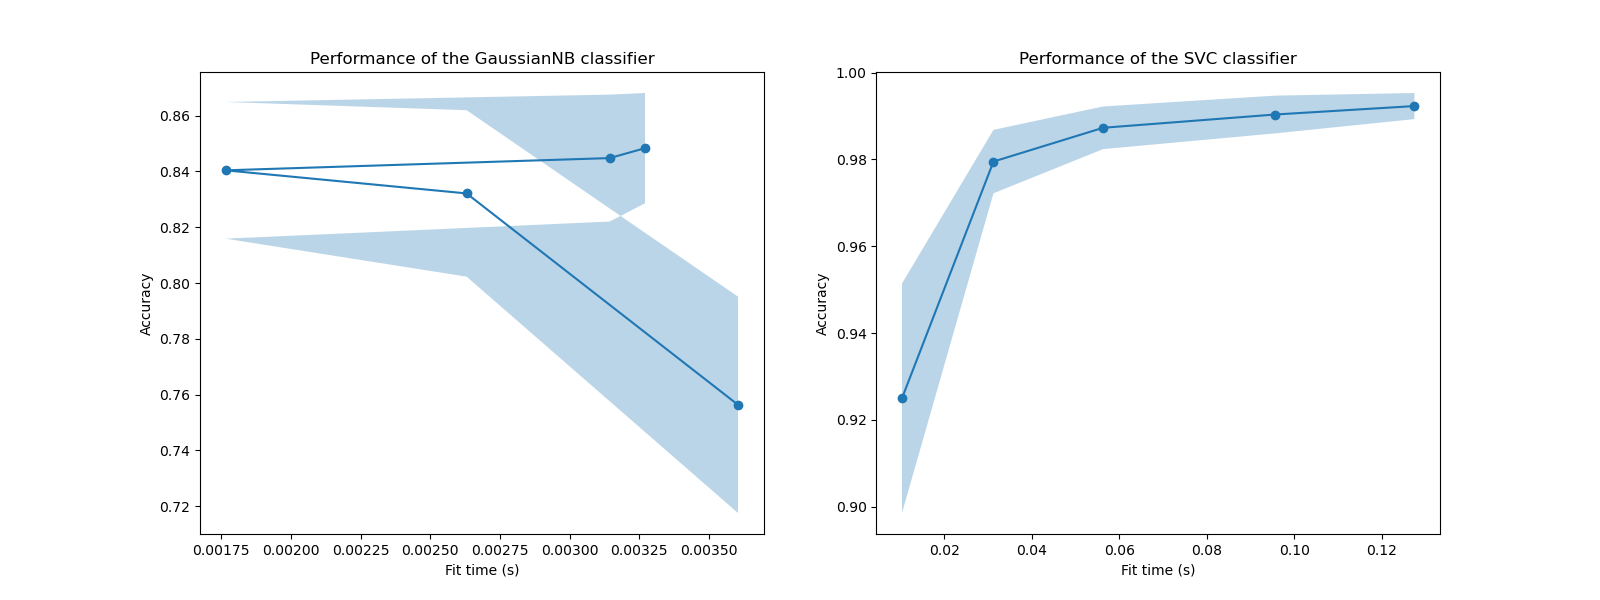 Performance of the GaussianNB classifier
Accuracy
0.86
0.84
0.82
0.80
0.78
0.76
0.74
0.72
0.00175 0.00200 0.00225 0.00250 0.00275 0.00300 0.00325 0.00350
Fit time (s)
Performance of the SVC classifier
Accuracy
1.00
0.98
0.96
0.94
0.92
0.90
0.02 0.04 0.06 0.08 0.10 0.12
Fit time (s)